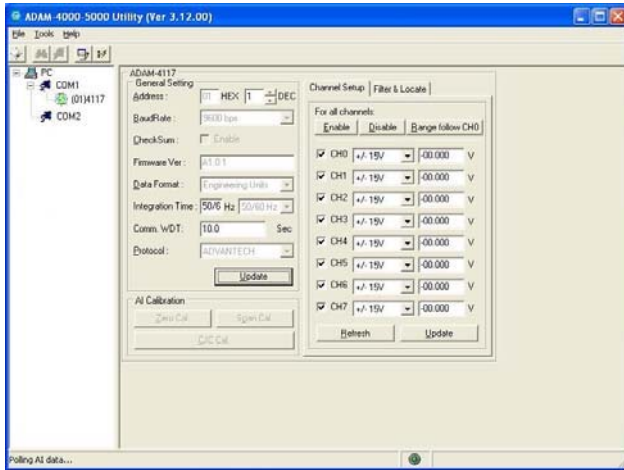 ADAM-4000-5000 Utility (Ver 3.12.00)
File Tools Help
PC
COM1
(01)4117
COM2
ADAM-4117
General Setting
Address : 01 HEX 1 DEC
BaudRate : 9600 bps
CheckSum : Enable
Firmware Ver : A1.01
Data Format : Engineering Units
Integration Time : 50/6 Hz 50/60 Hz
Comm. WDT: 10.0 Sec
Protocol : ADVANTECH
Update
AI Calibration
Zero Cal Span Cal
CJC Cal
Channel Setup Filter & Locate
For all channels:
Enable Disable Range follow CH0
CH0 +/- 15V -00.000 V
CH1 +/- 15V -00.000 V
CH2 +/- 15V -00.000 V
CH3 +/- 15V -00.000 V
CH4 +/- 15V -00.000 V
CH5 +/- 15V -00.000 V
CH6 +/- 15V -00.000 V
CH7 +/- 15V -00.000 V
Refresh Update
Polling AI data...